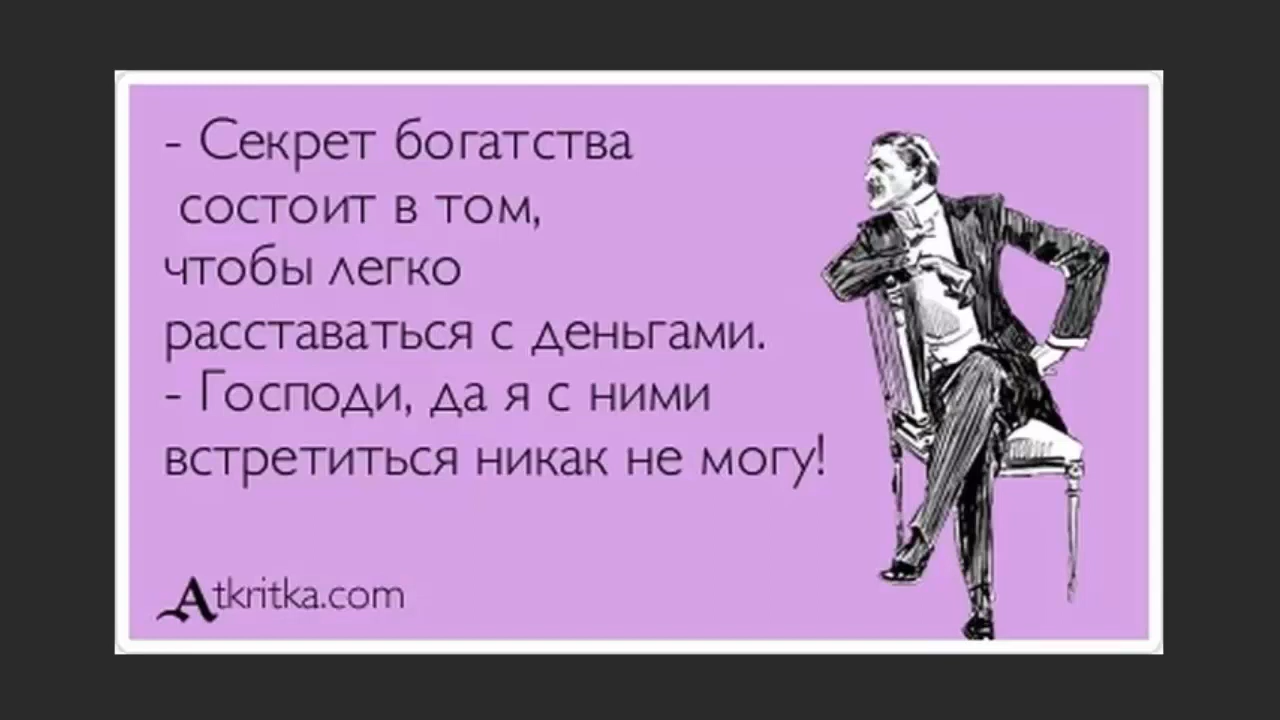 - Секрет богатства
состоит в том,
чтобы легко
расставаться с деньгами.
- Господи, да я с ними
встретиться никак не могу!
Atkritka.com